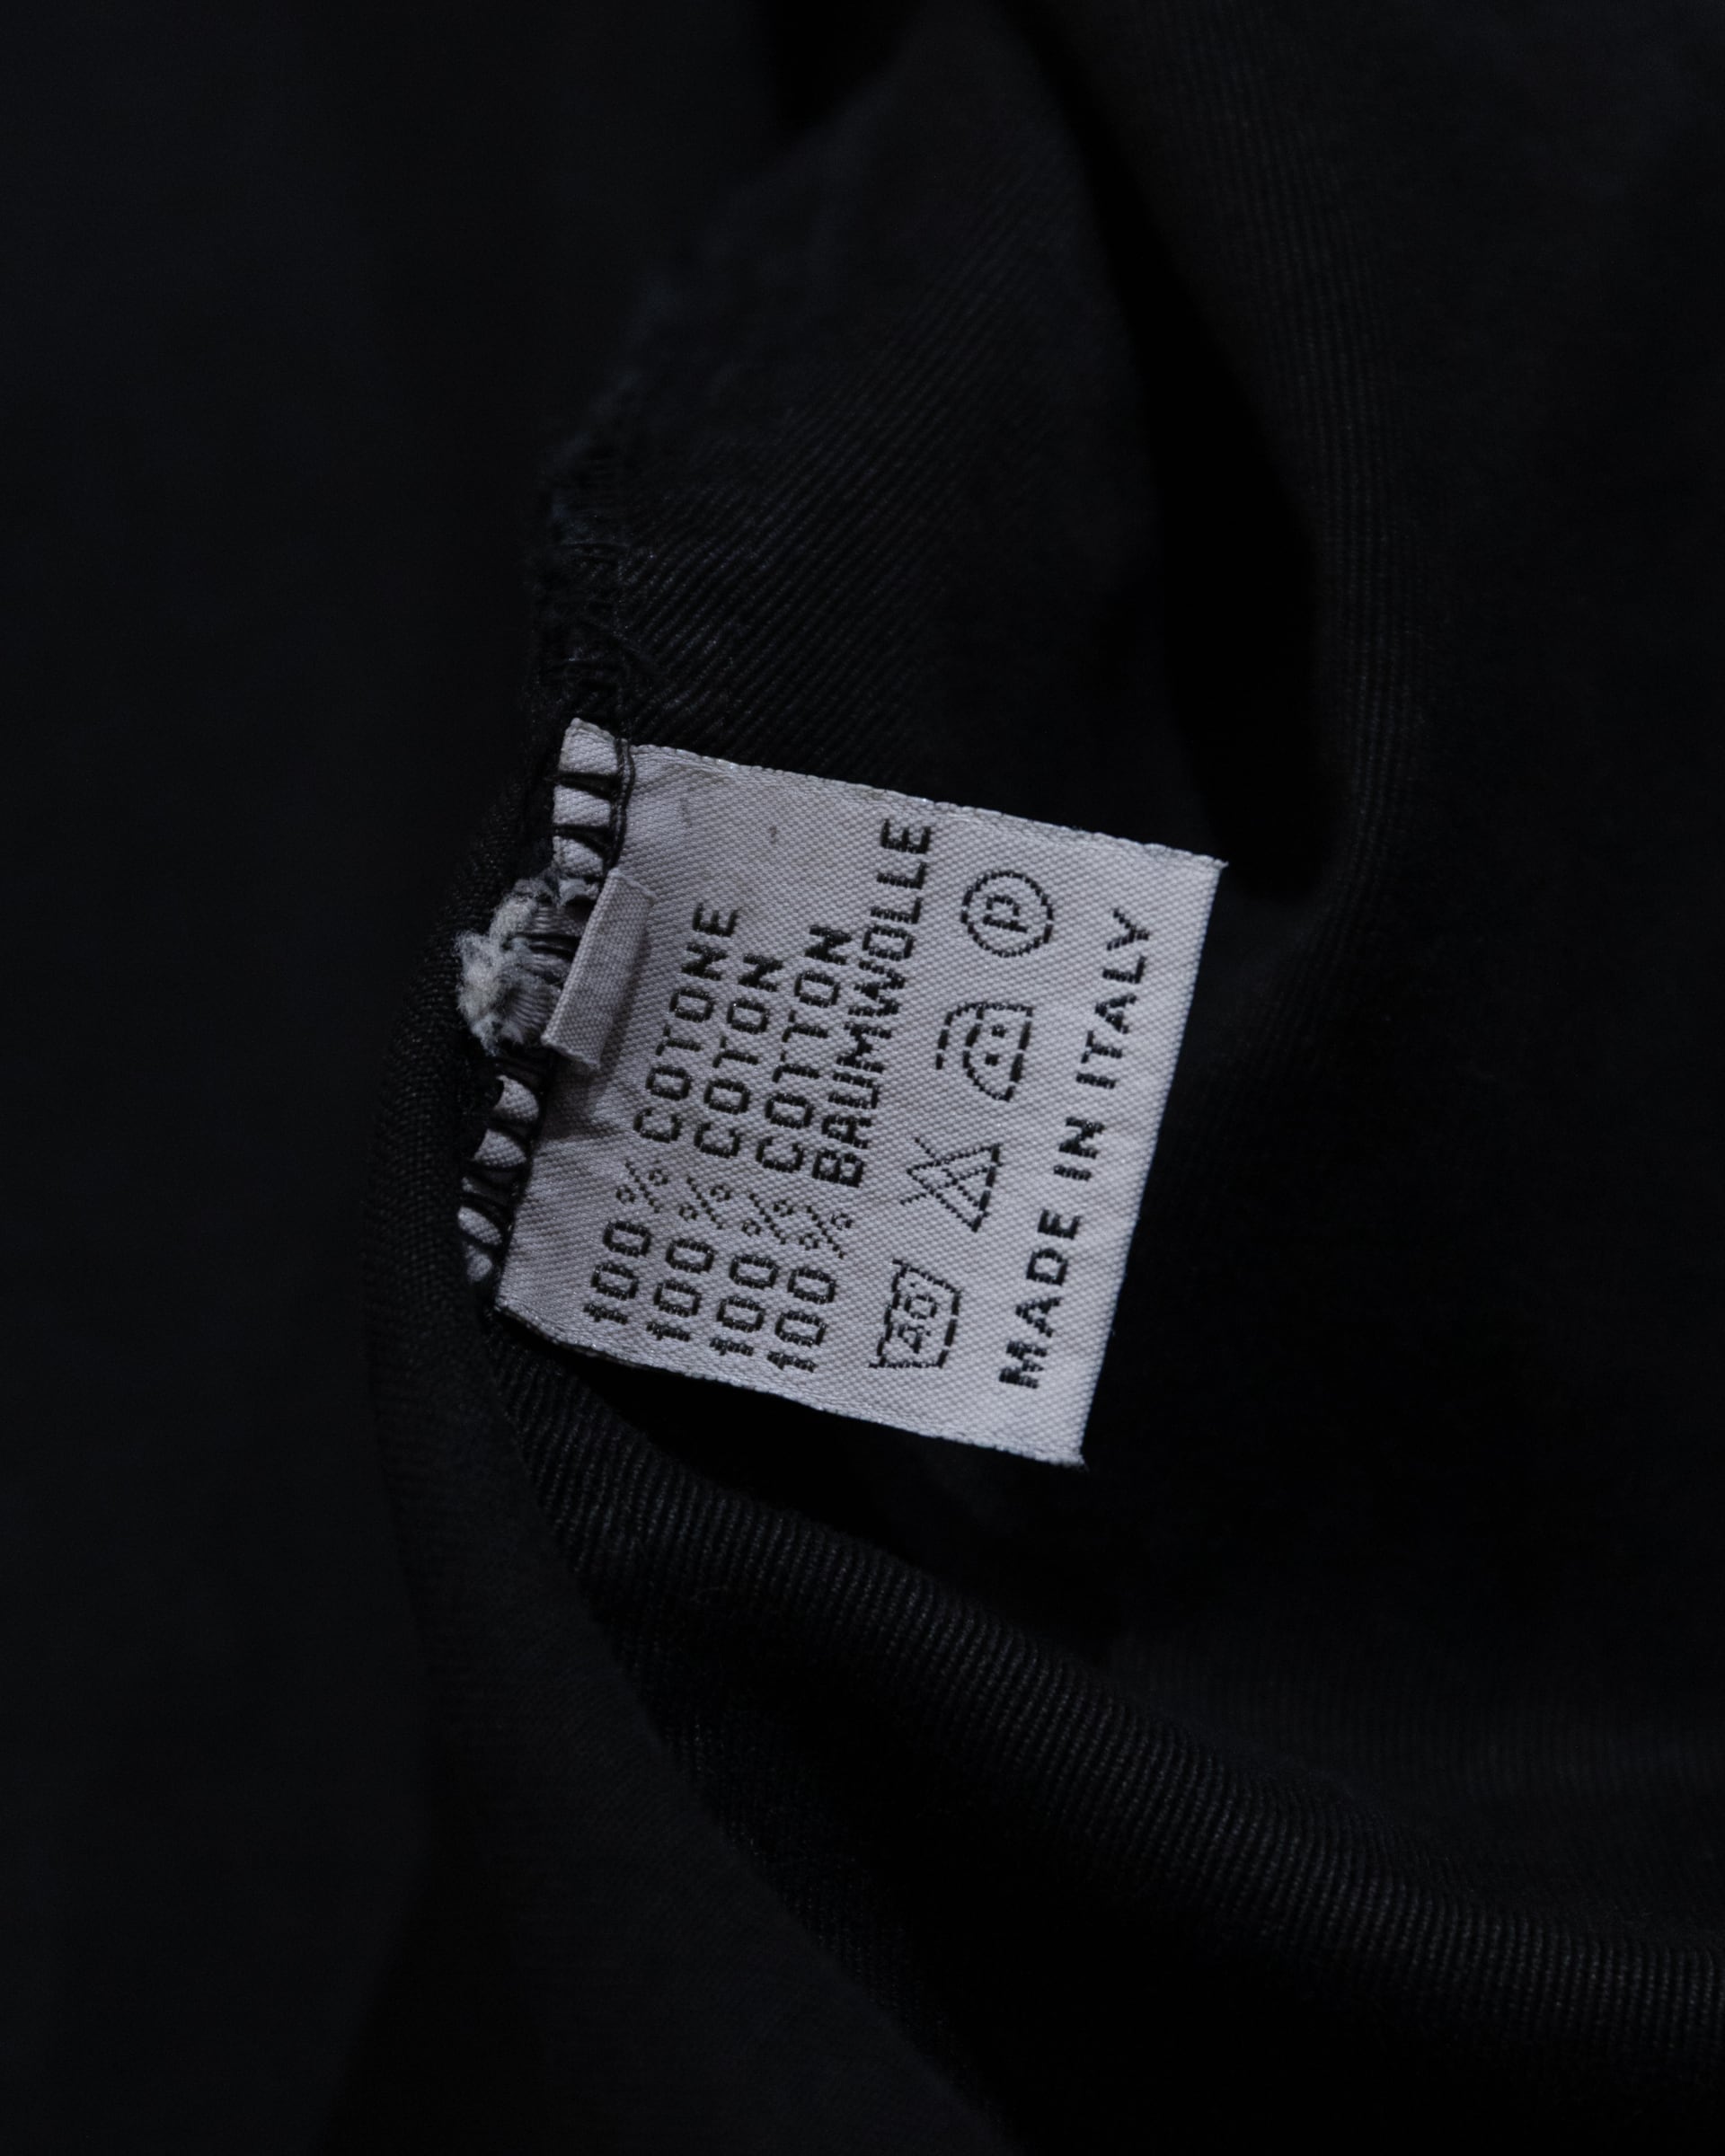 100% COTONE
100% COTON
100% COTTON
100% BAUMWOLLE
40° P
MADE IN ITALY